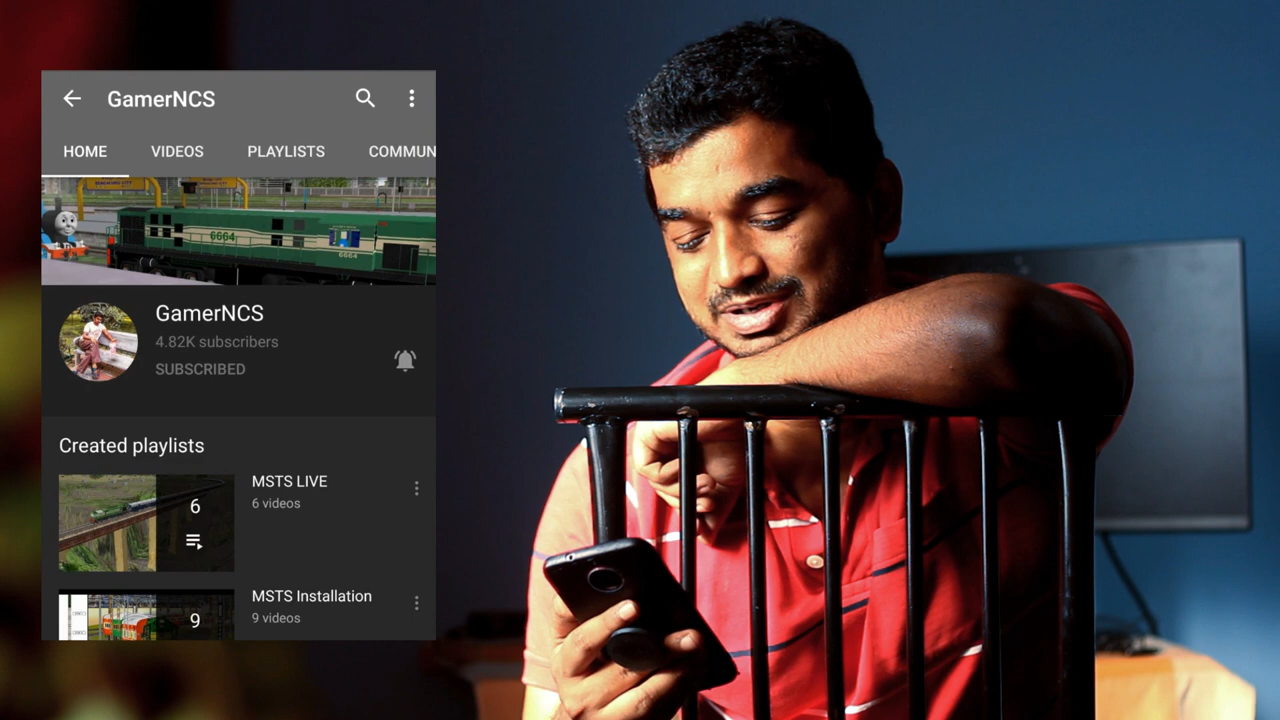 GamerNCS
HOME VIDEOS PLAYLISTS COMMUN
6664
6664
GamerNCS
4.82K subscribers
SUBSCRIBED
Created playlists
6
MSTS LIVE
6 videos
9
MSTS Installation
9 videos